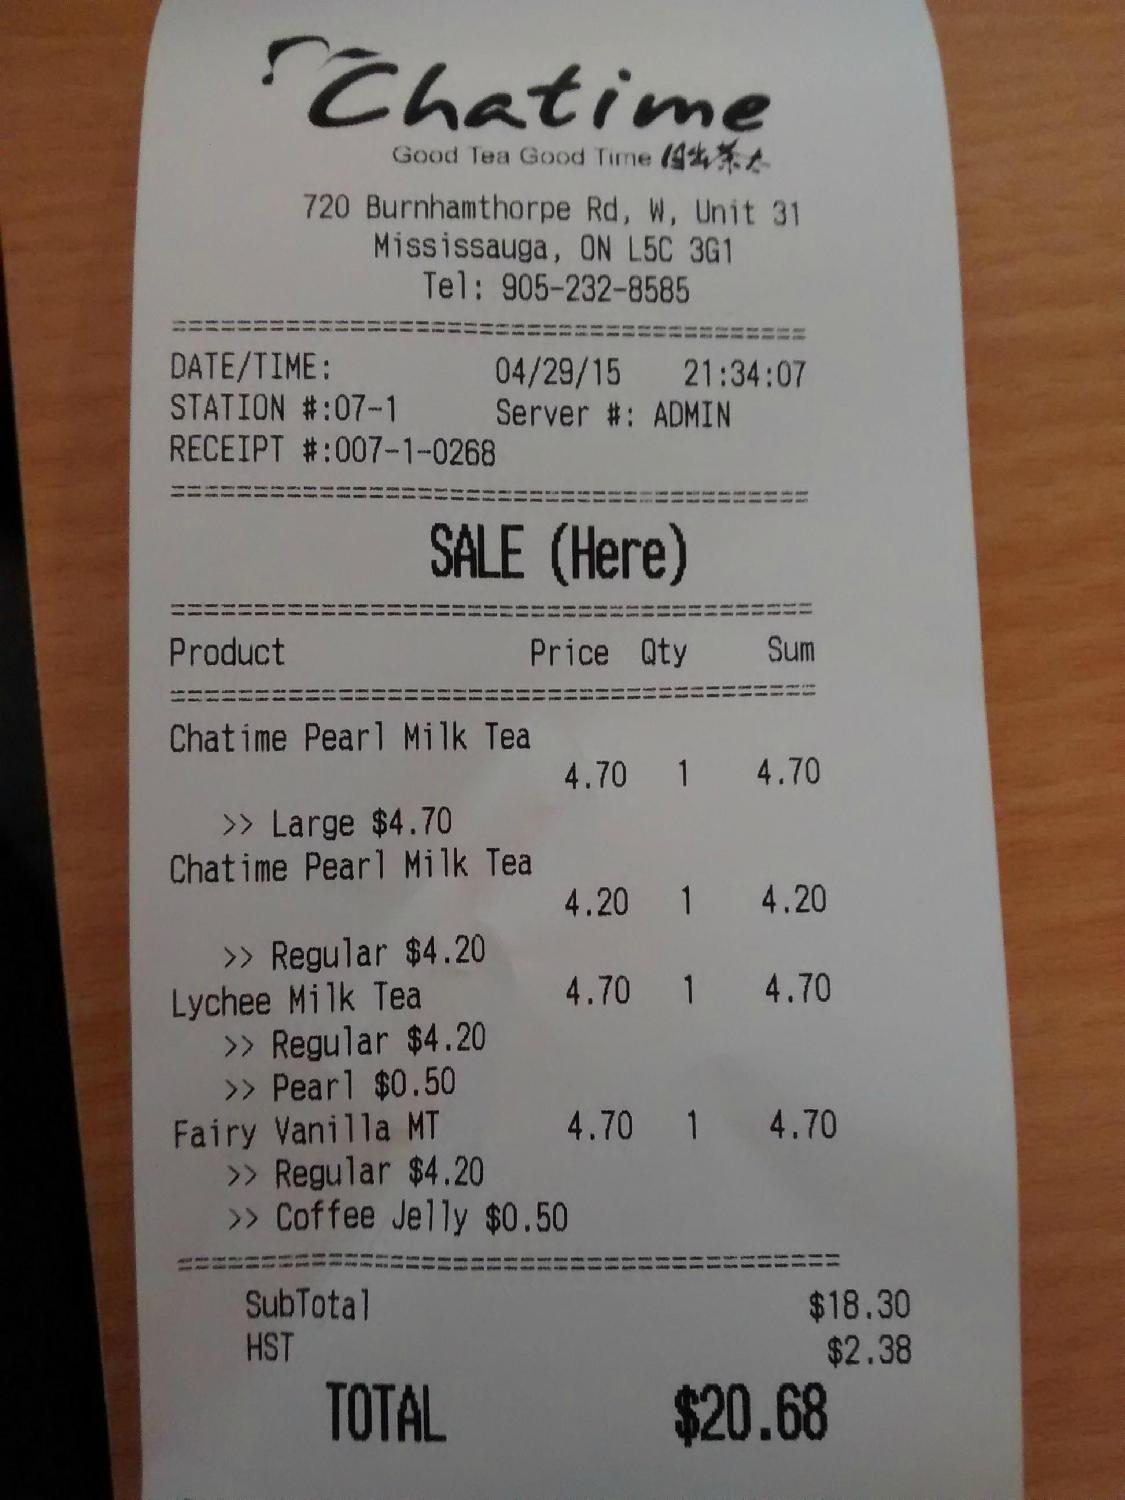 Chatime
Good Tea Good Time 日出茶太
720 Burnhamthorpe Rd, W, Unit 31
Mississauga, ON L5C 3G1
Tel: 905-232-8585
========================================
DATE/TIME: 04/29/15 21:34:07
STATION #:07-1 Server #: ADMIN
RECEIPT #:007-1-0268
========================================
SALE (Here)
========================================
Product Price Qty Sum
========================================
Chatime Pearl Milk Tea
4.70 1 4.70
>> Large $4.70
Chatime Pearl Milk Tea
4.20 1 4.20
>> Regular $4.20
Lychee Milk Tea 4.70 1 4.70
>> Regular $4.20
>> Pearl $0.50
Fairy Vanilla MT 4.70 1 4.70
>> Regular $4.20
>> Coffee Jelly $0.50
========================================
SubTotal $18.30
HST $2.38
TOTAL $20.68